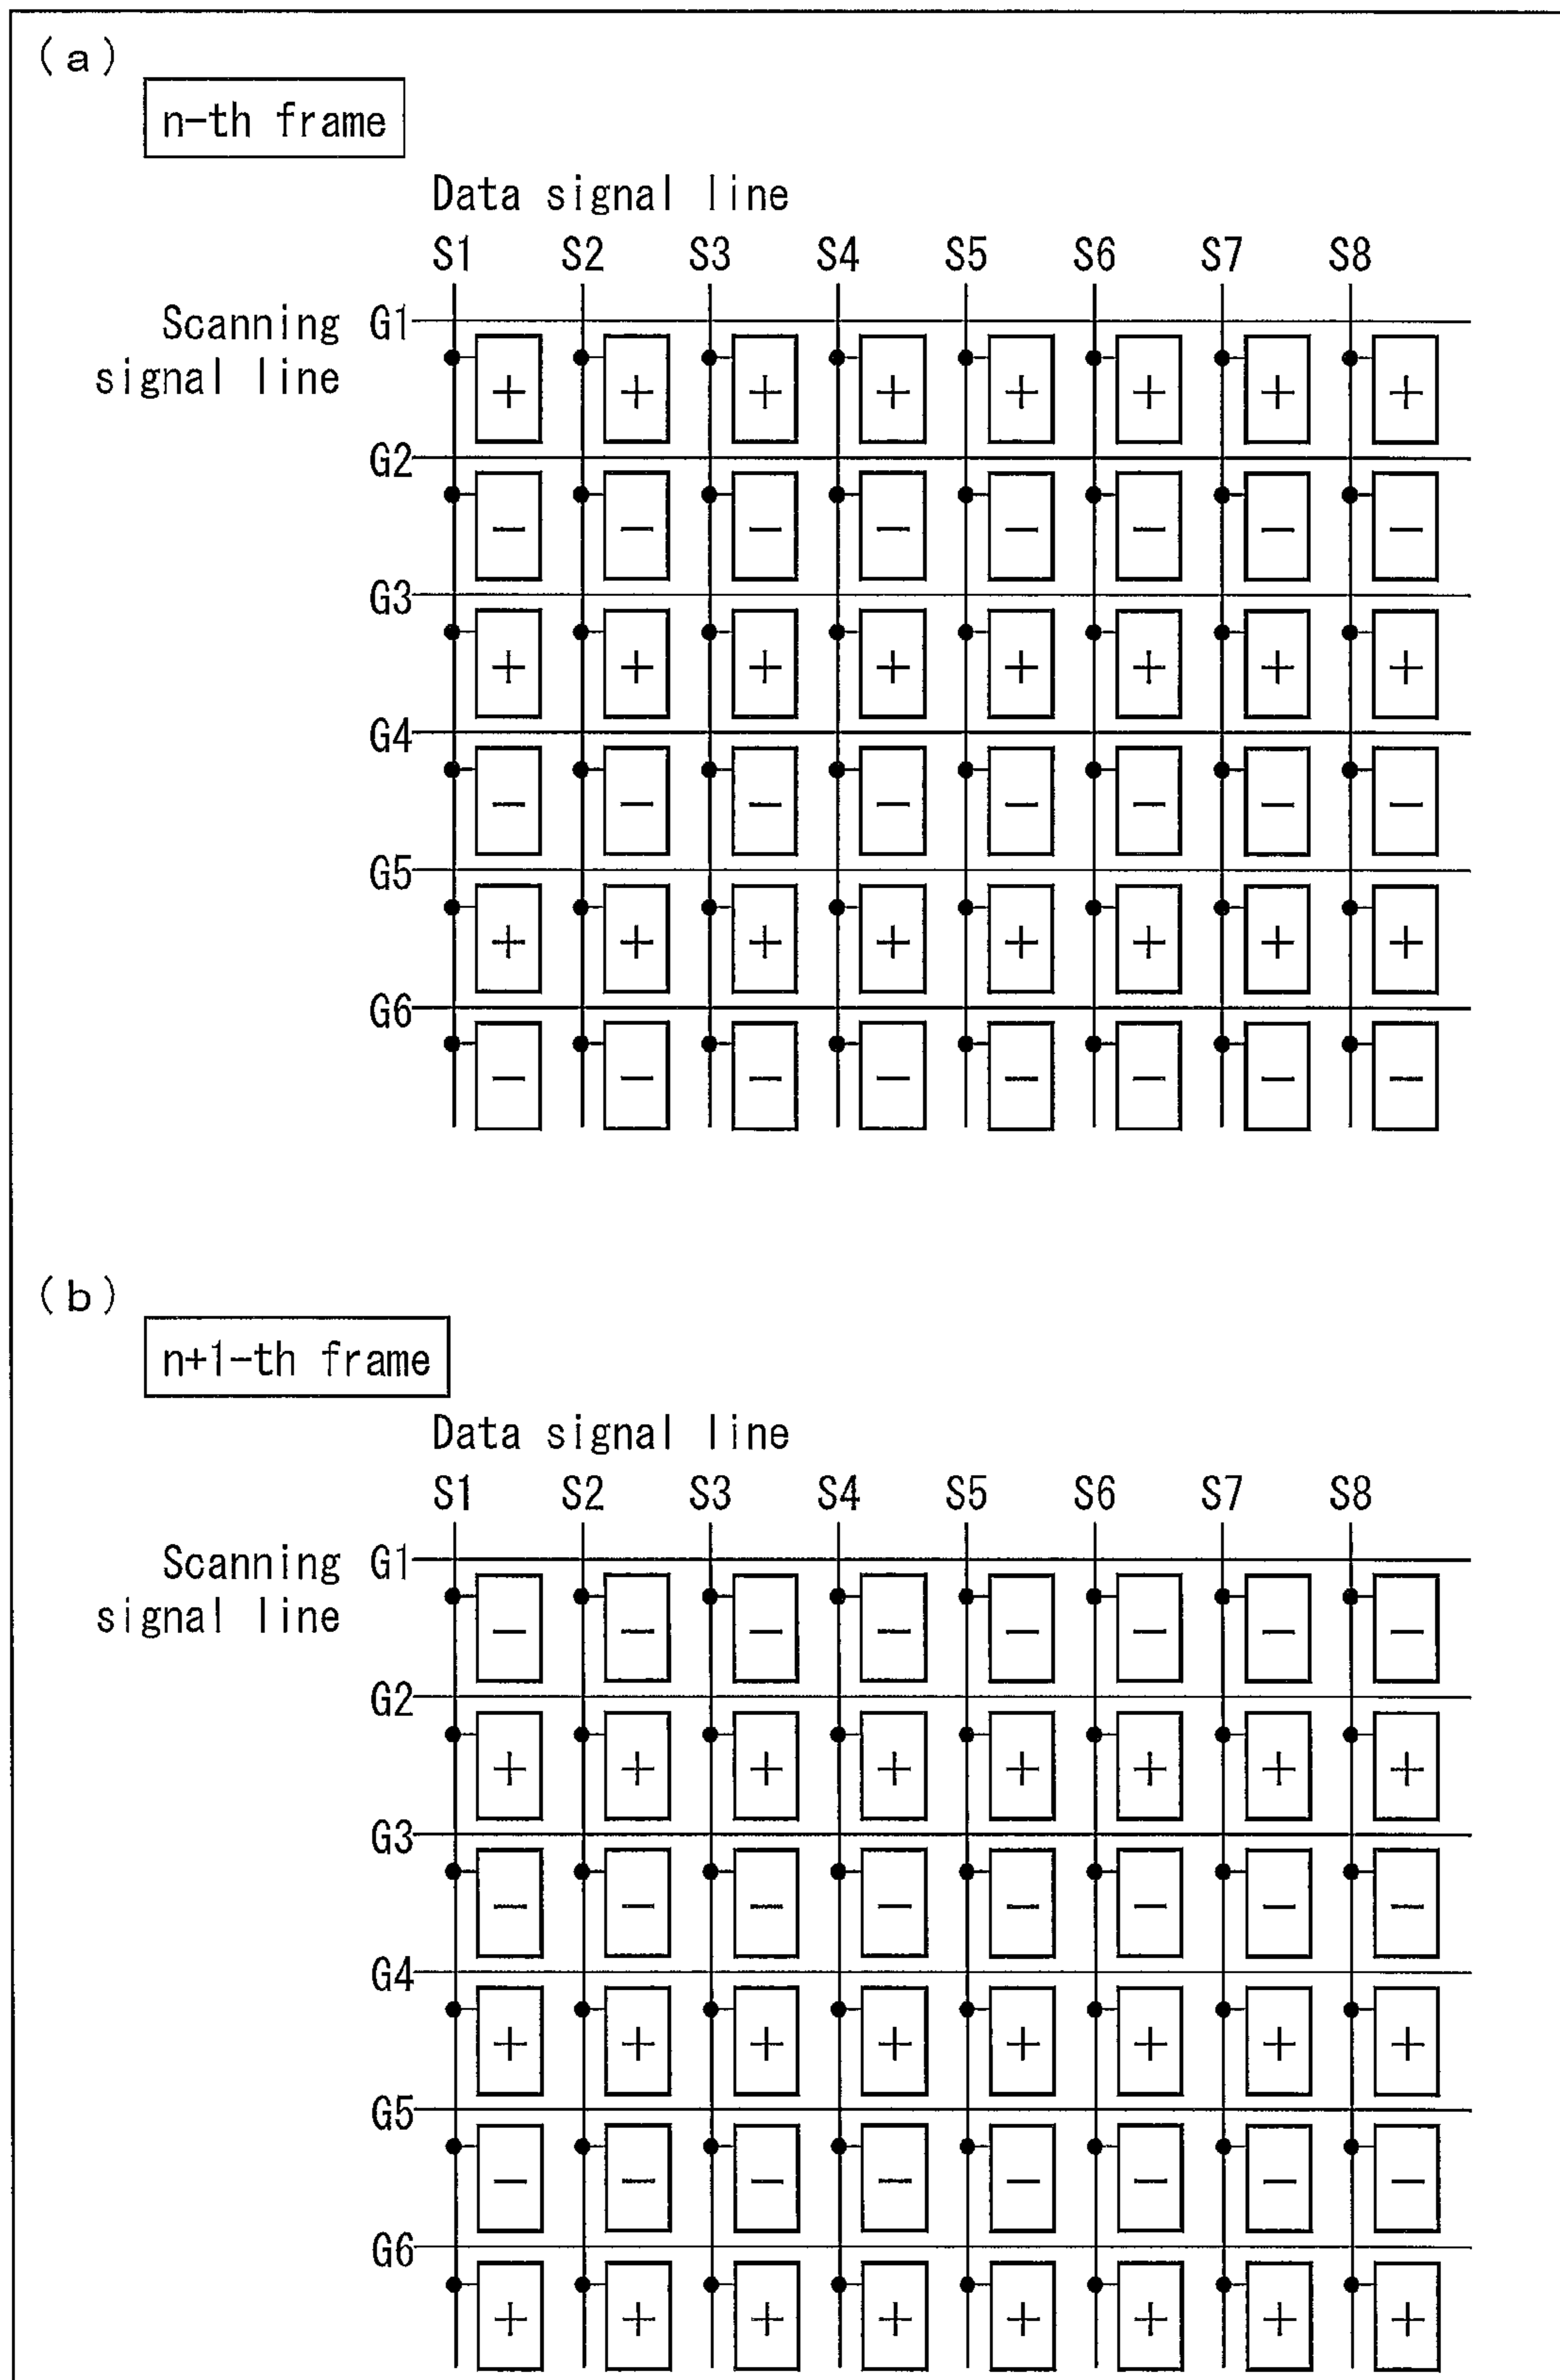 (a)
n-th frame
Data signal line
S1 S2 S3 S4 S5 S6 S7 S8
Scanning signal line
G1
+ + + + + + + +
G2
− − − − − − − −
G3
+ + + + + + + +
G4
− − − − − − − −
G5
+ + + + + + + +
G6
− − − − − − − −
(b)
n+1-th frame
Data signal line
S1 S2 S3 S4 S5 S6 S7 S8
Scanning signal line
G1
− − − − − − − −
G2
+ + + + + + + +
G3
− − − − − − − −
G4
+ + + + + + + +
G5
− − − − − − − −
G6
+ + + + + + + +